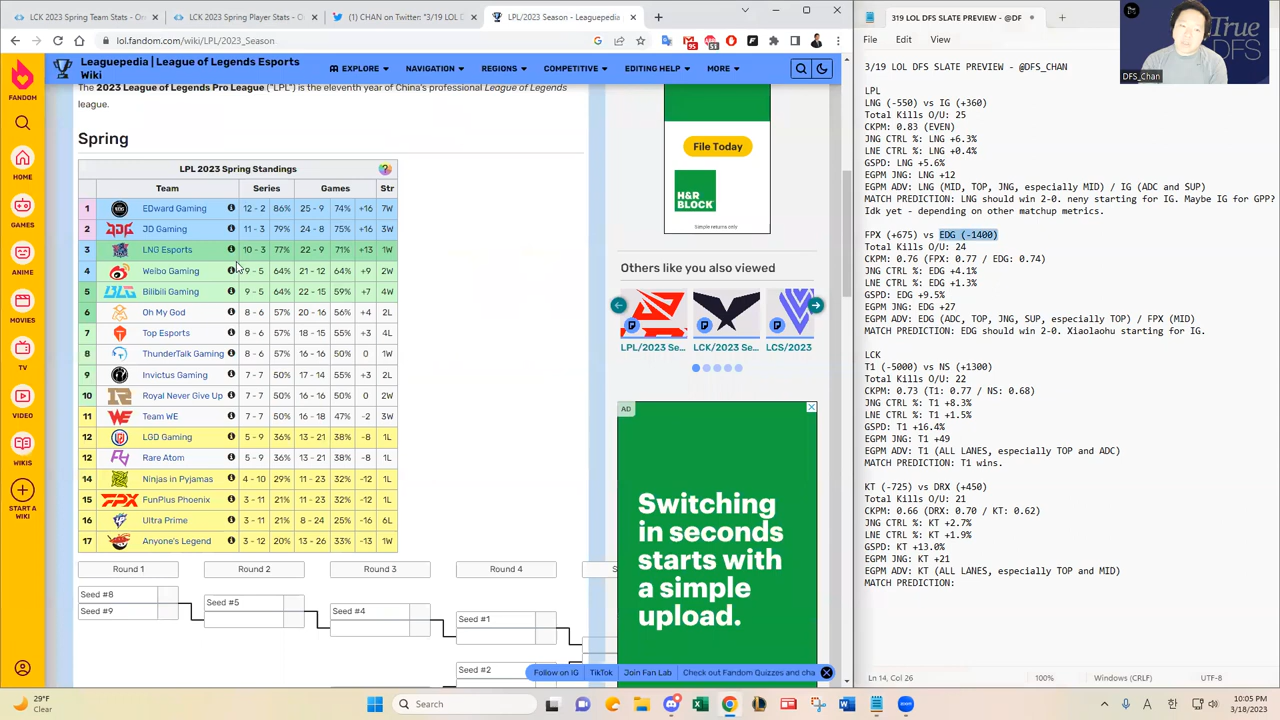 LCK 2023 Spring Team Stats - O
LCK 2023 Spring Player Stats - O
(1) CHAN on Twitter: "3/19 LOL D
LPL/2023 Season - Leaguepedia |
319 LOL DFS SLATE PREVIEW - @DF
lol.fandom.com/wiki/LPL/2023_Season
File Edit View
True
DFS
DFS_Chan
FANDOM
HOME
GAMES
ANIME
MOVIES
TV
VIDEO
WIKIS
START A
WIKI
Leaguepedia | League of Legends Esports
Wiki
EXPLORE NAVIGATION REGIONS COMPETITIVE EDITING HELP MORE
The 2023 League of Legends Pro League ("LPL") is the eleventh year of China's professional League of Legends
league.
Spring
LPL 2023 Spring Standings
Team Series Games Str
1 EDward Gaming 12 - 2 86% 25 - 9 74% +16 7W
2 JD Gaming 11 - 3 79% 24 - 8 75% +16 3W
3 LNG Esports 10 - 3 77% 22 - 9 71% +13 1W
4 Weibo Gaming 9 - 5 64% 21 - 12 64% +9 2W
5 Bilibili Gaming 9 - 5 64% 22 - 15 59% +7 4W
6 Oh My God 8 - 6 57% 20 - 16 56% +4 2L
7 Top Esports 8 - 6 57% 18 - 15 55% +3 4L
8 ThunderTalk Gaming 8 - 6 57% 16 - 16 50% 0 1W
9 Invictus Gaming 7 - 7 50% 17 - 14 55% +3 2L
10 Royal Never Give Up 7 - 7 50% 16 - 16 50% 0 2W
11 Team WE 7 - 7 50% 16 - 18 47% -2 3W
12 LGD Gaming 5 - 9 36% 13 - 21 38% -8 1L
12 Rare Atom 5 - 9 36% 13 - 21 38% -8 1L
14 Ninjas in Pyjamas 4 - 10 29% 11 - 23 32% -12 1L
15 FunPlus Phoenix 3 - 11 21% 11 - 23 32% -12 1L
16 Ultra Prime 3 - 11 21% 8 - 24 25% -16 6L
17 Anyone's Legend 3 - 12 20% 13 - 26 33% -13 1W
Round 1 Round 2 Round 3 Round 4 S
Seed #8
Seed #9
Seed #5
Seed #4
Seed #1
Seed #2
File Today
H&R
BLOCK
Simple returns only
Others like you also viewed
LPL/2023 Se... LCK/2023 Se... LCS/2023
AD
Switching
in seconds
starts with
a simple
upload.
Follow on IG TikTok Join Fan Lab Check out Fandom Quizzes and cha
3/19 LOL DFS SLATE PREVIEW - @DFS_CHAN
LPL
LNG (-550) vs IG (+360)
Total Kills O/U: 25
CKPM: 0.83 (EVEN)
JNG CTRL %: LNG +6.3%
LNE CTRL %: LNG +0.4%
GSPD: LNG +5.6%
EGPM JNG: LNG +12
EGPM ADV: LNG (MID, TOP, JNG, especially MID) / IG (ADC and SUP)
MATCH PREDICTION: LNG should win 2-0. neny starting for IG. Maybe IG for GPP?
Idk yet - depending on other matchup metrics.
FPX (+675) vs EDG (-1400)
Total Kills O/U: 24
CKPM: 0.76 (FPX: 0.77 / EDG: 0.74)
JNG CTRL %: EDG +4.1%
LNE CTRL %: EDG +1.3%
GSPD: EDG +9.5%
EGPM JNG: EDG +27
EGPM ADV: EDG (ADC, TOP, JNG, SUP, especially TOP) / FPX (MID)
MATCH PREDICTION: EDG should win 2-0. Xiaolaohu starting for IG.
LCK
T1 (-5000) vs NS (+1300)
Total Kills O/U: 22
CKPM: 0.73 (T1: 0.77 / NS: 0.68)
JNG CTRL %: T1 +8.3%
LNE CTRL %: T1 +1.5%
GSPD: T1 +16.4%
EGPM JNG: T1 +49
EGPM ADV: T1 (ALL LANES, especially TOP and ADC)
MATCH PREDICTION: T1 wins.
KT (-725) vs DRX (+450)
Total Kills O/U: 21
CKPM: 0.66 (DRX: 0.70 / KT: 0.62)
JNG CTRL %: KT +2.7%
LNE CTRL %: KT +1.9%
GSPD: KT +13.0%
EGPM JNG: KT +21
EGPM ADV: KT (ALL LANES, especially TOP and MID)
MATCH PREDICTION:
Ln 14, Col 26 100% Windows (CRLF) UTF-8
29°F
Clear
Search
A 한
10:05 PM
3/18/2023